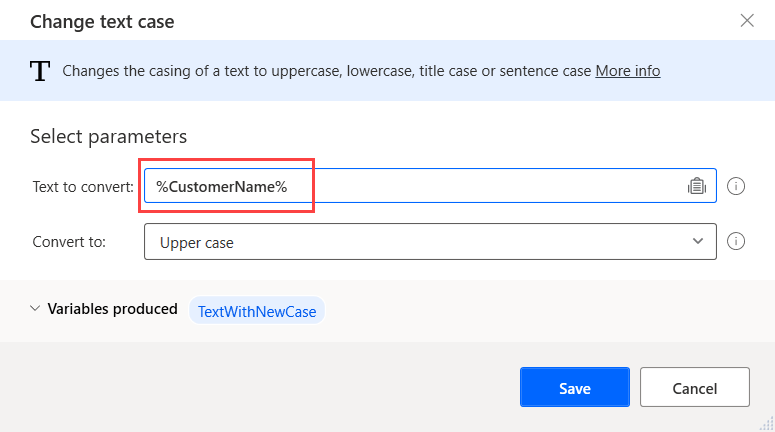 Change text case
T Changes the casing of a text to uppercase, lowercase, title case or sentence case More info
Select parameters
Text to convert: %CustomerName%
Convert to: Upper case
Variables produced TextWithNewCase
Save Cancel